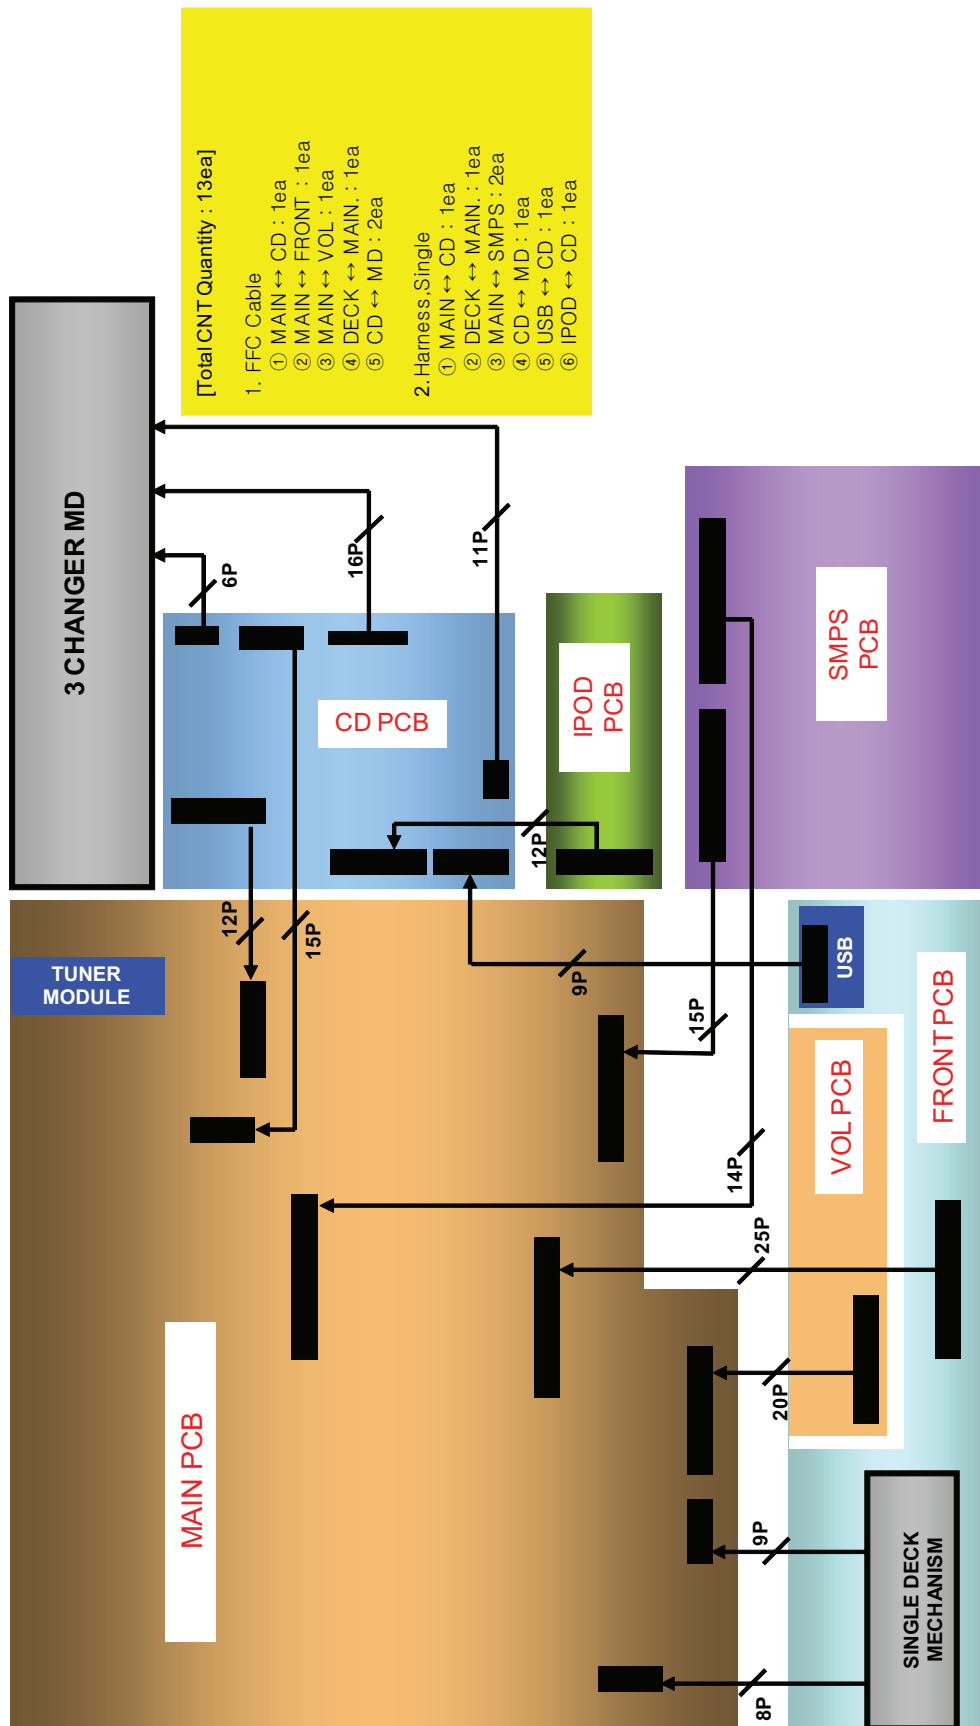 3 CHANGER MD
[Total CNT Quantity : 13ea]
1. FFC Cable
① MAIN ↔ CD : 1ea
② MAIN ↔ FRONT : 1ea
③ MAIN ↔ VOL : 1ea
④ DECK ↔ MAIN. : 1ea
⑤ CD ↔ MD : 2ea
2.Harness,Single
① MAIN ↔ CD : 1ea
② DECK ↔ MAIN. : 1ea
③ MAIN ↔ SMPS : 2ea
④ CD ↔ MD : 1ea
⑤ USB ↔ CD : 1ea
⑥ IPOD ↔ CD : 1ea
6P
16P
11P
CD PCB
IPOD
PCB
SMPS
PCB
12P
12P
15P
TUNER
MODULE
9P
15P
USB
14P
VOL PCB
FRONT PCB
25P
MAIN PCB
20P
9P
8P
SINGLE DECK
MECHANISM